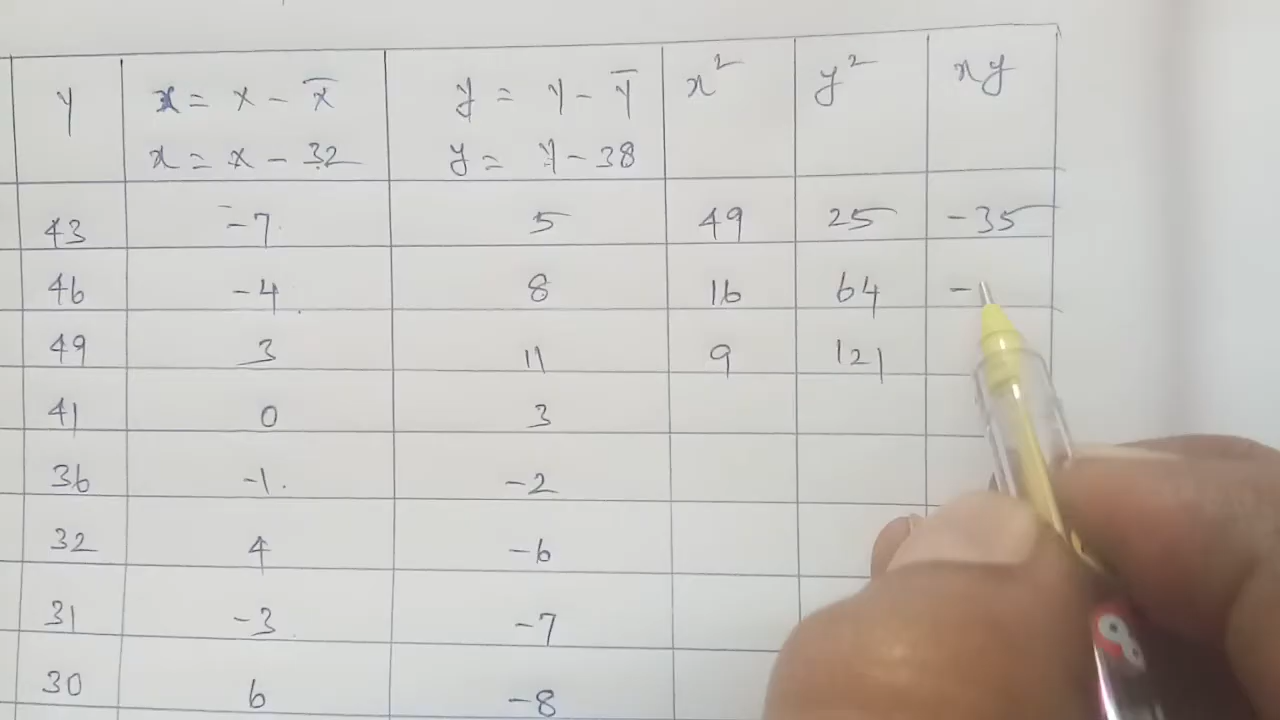 Y x = X - X̄ y = Y - Ȳ x² y² xy
x = X - 32 y = Y - 38
43 -7 5 49 25 -35
46 -4 8 16 64 -
49 3 11 9 121
41 0 3
36 -1 -2
32 4 -6
31 -3 -7
30 6 -8